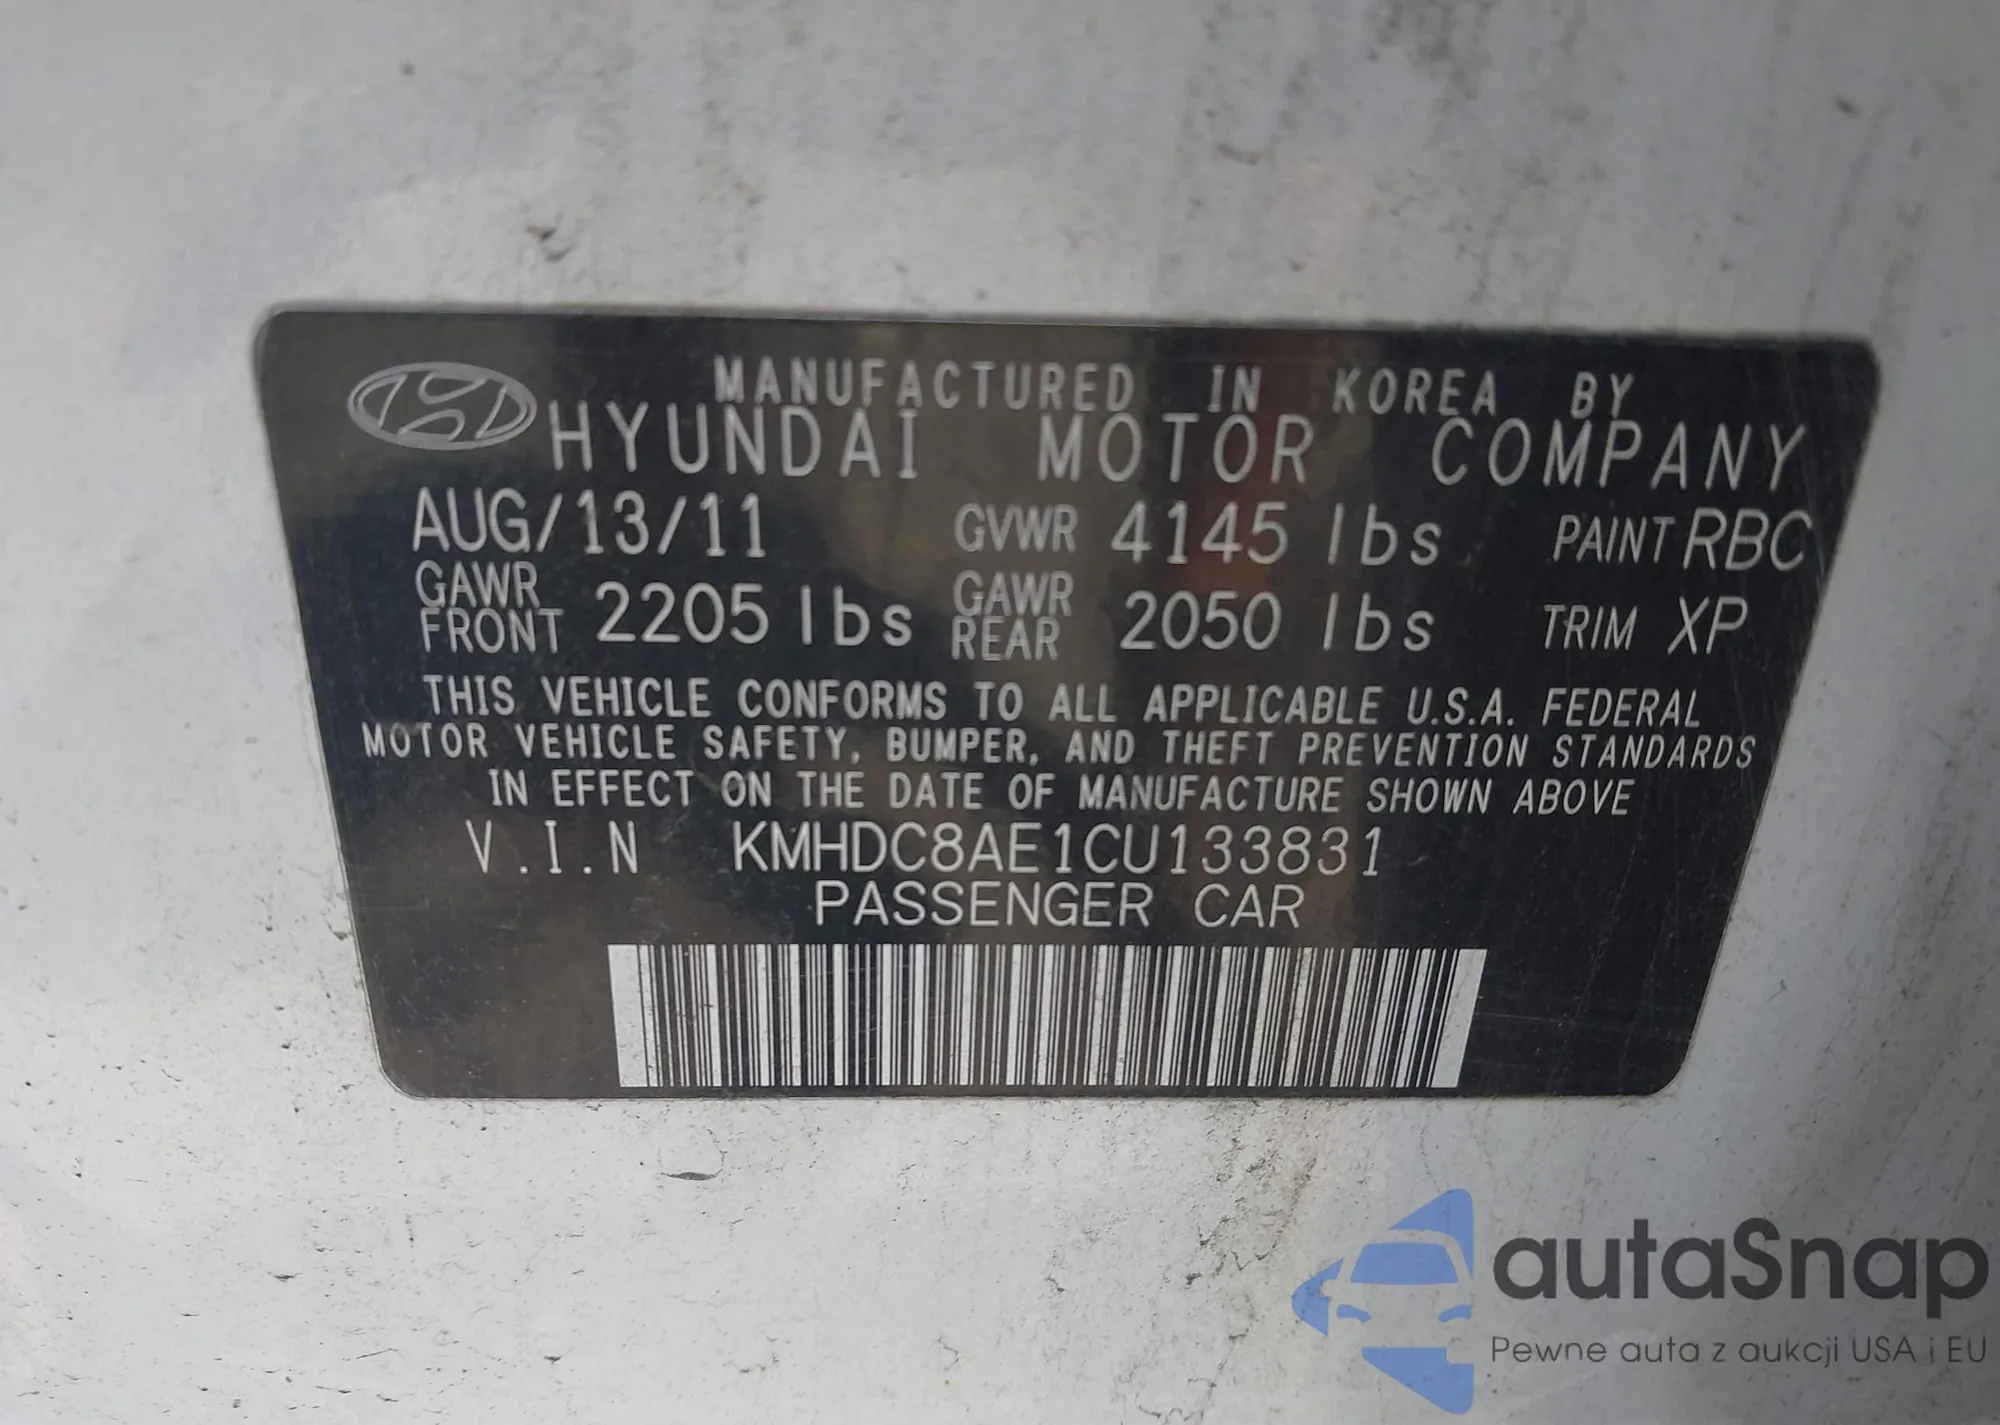 MANUFACTURED IN KOREA BY
HYUNDAI MOTOR COMPANY
AUG/13/11 GVWR 4145 lbs PAINT RBC
GAWR FRONT 2205 lbs GAWR REAR 2050 lbs TRIM XP
THIS VEHICLE CONFORMS TO ALL APPLICABLE U.S.A. FEDERAL
MOTOR VEHICLE SAFETY, BUMPER, AND THEFT PREVENTION STANDARDS
IN EFFECT ON THE DATE OF MANUFACTURE SHOWN ABOVE
V.I.N KMHDC8AE1CU133831
PASSENGER CAR
autaSnap
Pewne auta z aukcji USA i EU